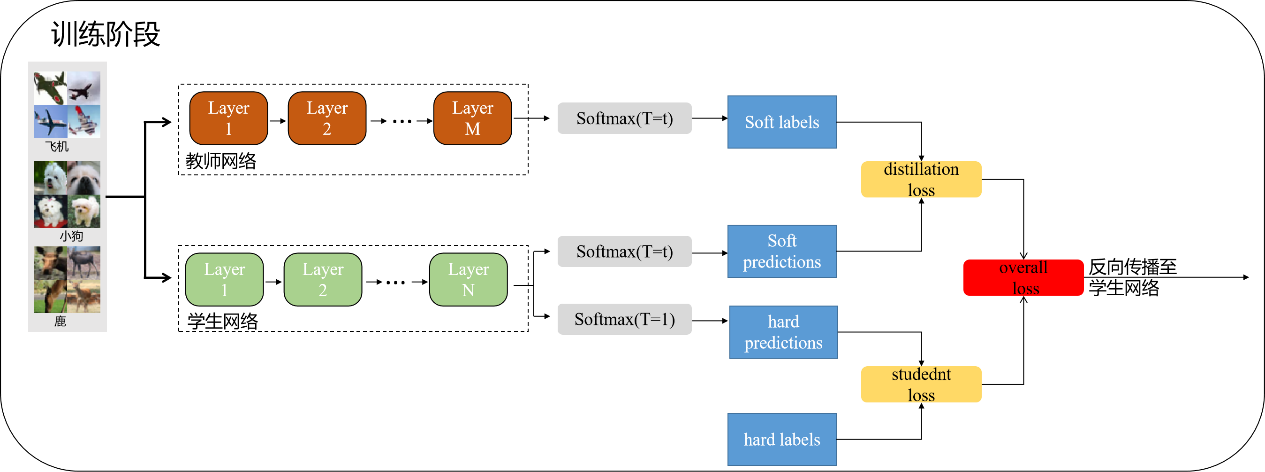 训练阶段
飞机
小狗
鹿
Layer
1
Layer
2
...
Layer
M
教师网络
Softmax(T=t)
Soft labels
distillation
loss
Layer
1
Layer
2
...
Layer
N
学生网络
Softmax(T=t)
Soft
predictions
Softmax(T=1)
hard
predictions
studednt
loss
hard labels
overall
loss
反向传播至
学生网络